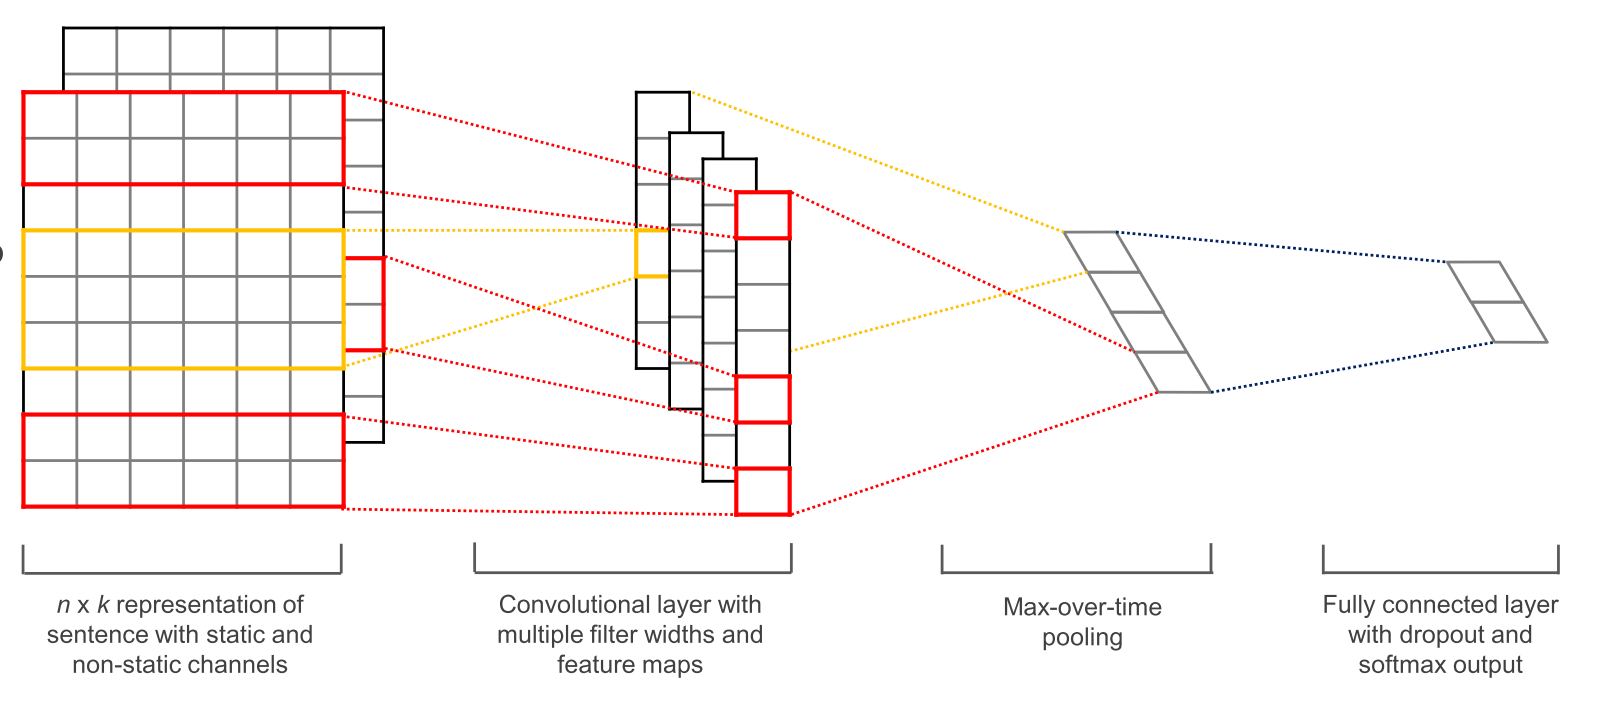 n x k representation of
sentence with static and
non-static channels
Convolutional layer with
multiple filter widths and
feature maps
Max-over-time
pooling
Fully connected layer
with dropout and
softmax output